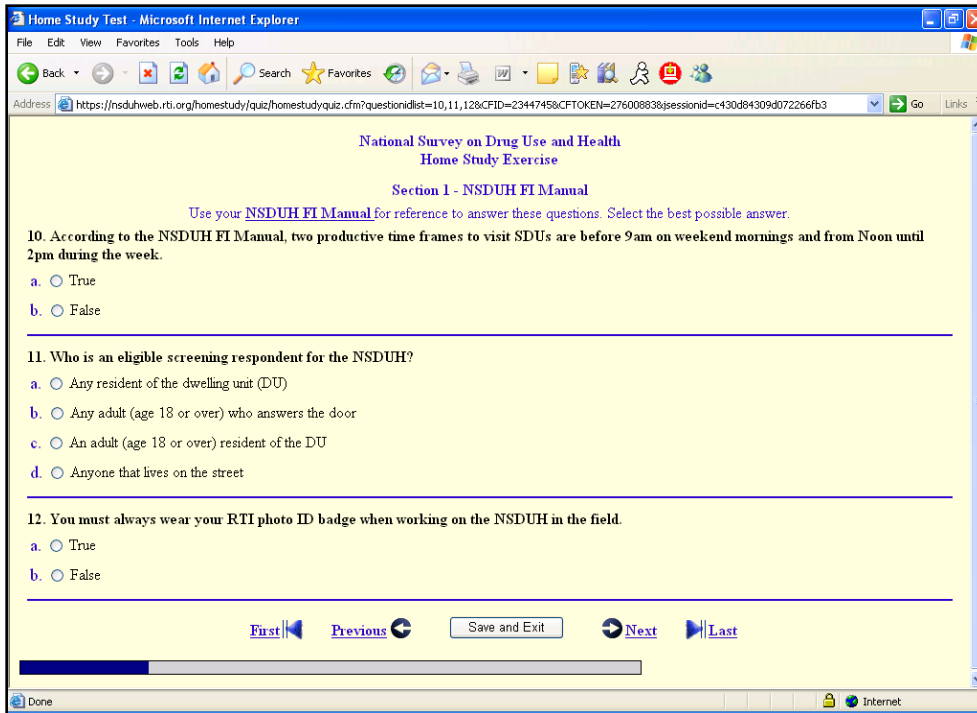 Home Study Test - Microsoft Internet Explorer
File Edit View Favorites Tools Help
Back Search Favorites
Address https://nsduhweb.rti.org/homestudy/quiz/homestudyquiz.cfm?questionidlist=10,11,12&CFID=2344745&CFTOKEN=27600883&jsessionid=c430d84309d072266fb3 Go Links
National Survey on Drug Use and Health
Home Study Exercise
Section 1 - NSDUH FI Manual
Use your NSDUH FI Manual for reference to answer these questions. Select the best possible answer.
10. According to the NSDUH FI Manual, two productive time frames to visit SDUs are before 9am on weekend mornings and from Noon until
2pm during the week.
a. True
b. False
11. Who is an eligible screening respondent for the NSDUH?
a. Any resident of the dwelling unit (DU)
b. Any adult (age 18 or over) who answers the door
c. An adult (age 18 or over) resident of the DU
d. Anyone that lives on the street
12. You must always wear your RTI photo ID badge when working on the NSDUH in the field.
a. True
b. False
First Previous Save and Exit Next Last
Done Internet